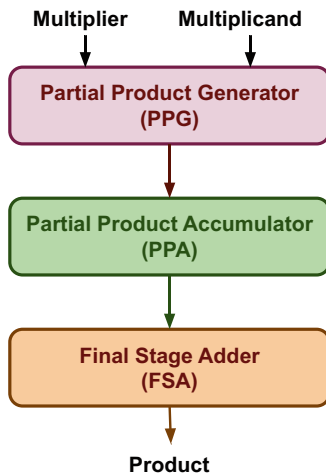 Multiplier Multiplicand
Partial Product Generator
(PPG)
Partial Product Accumulator
(PPA)
Final Stage Adder
(FSA)
Product